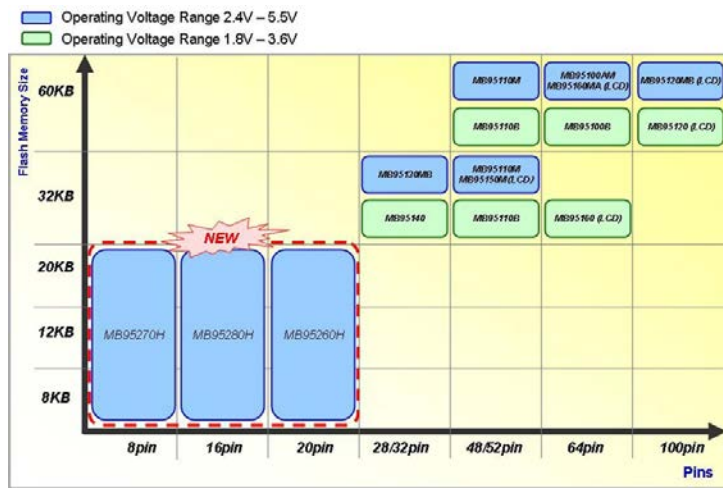 Operating Voltage Range 2.4V – 5.5V
Operating Voltage Range 1.8V – 3.6V
Flash Memory Size
60KB
MB95110M
MB95100AM
MB95160MA (LCD)
MB95120MB (LCD)
MB95110B
MB95100B
MB95120 (LCD)
32KB
MB95130MB
MB95110M
MB95150M(LCD)
MB95140
MB95110B
MB95160 (LCD)
NEW
20KB
12KB
MB95270H
MB95280H
MB95260H
8KB
8pin
16pin
20pin
28/32pin
48/52pin
64pin
100pin
Pins